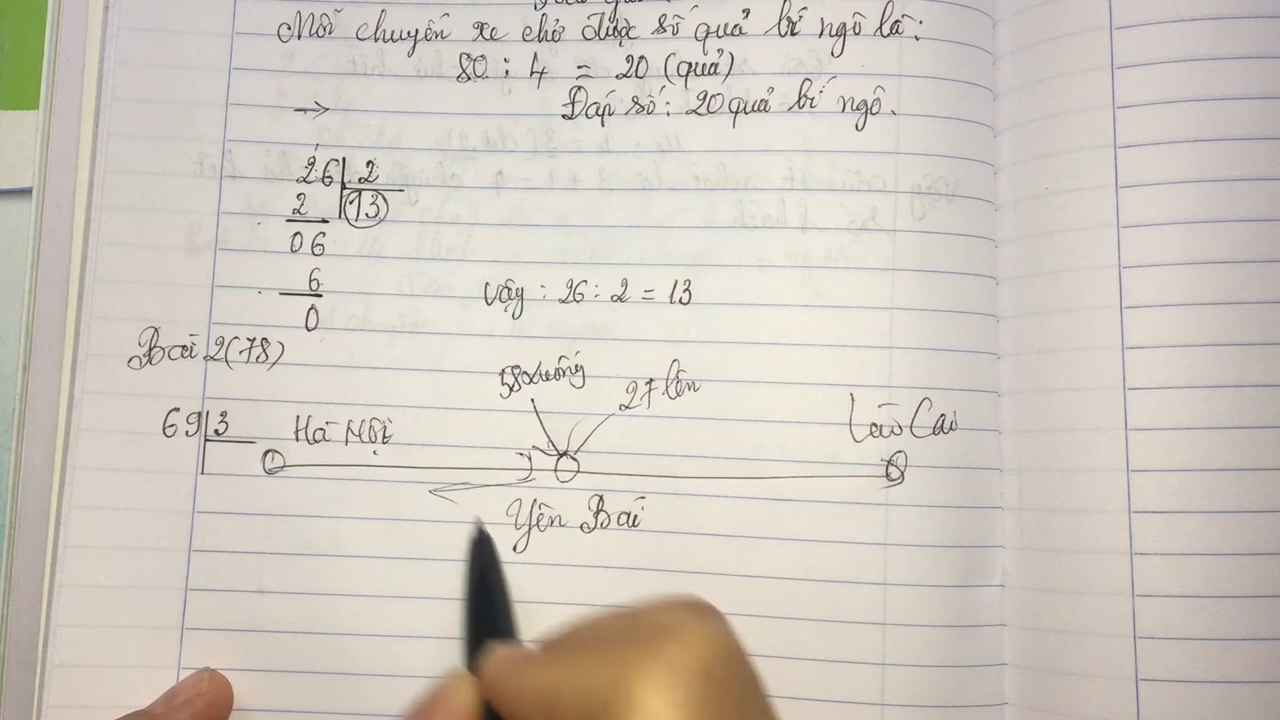 Mỗi chuyến xe chở được số quả bí ngô là:
80 : 4 = 20 (quả)
Đáp số: 20 quả bí ngô.
→
26 2
2 13
06
6
0
Vậy : 26 : 2 = 13
Bài 2(78)
58 xuống
27 lên
69 3
Hà Nội
Lào Cai
Yên Bái